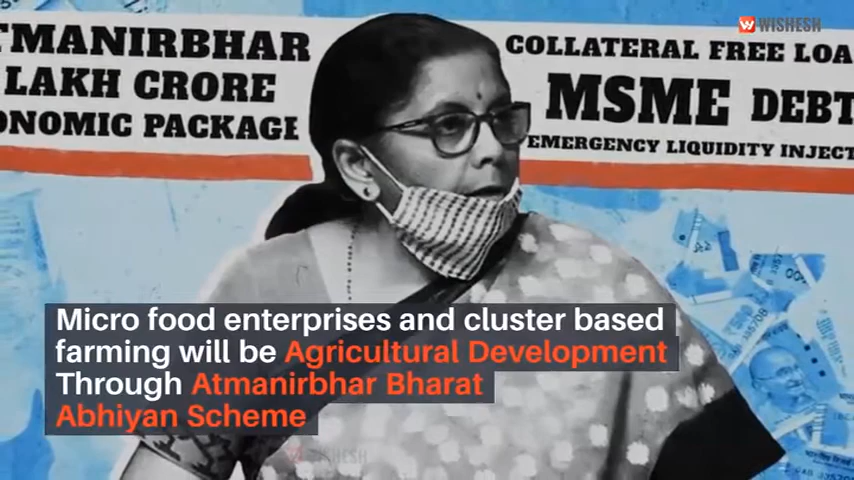 WISHESH
TMANIRBHAR
LAKH CRORE
ONOMIC PACKAGE
COLLATERAL FREE LOA
MSME DEBT
EMERGENCY LIQUIDITY INJECT
Micro food enterprises and cluster based
farming will be Agricultural Development
Through Atmanirbhar Bharat
Abhiyan Scheme
WISHESH